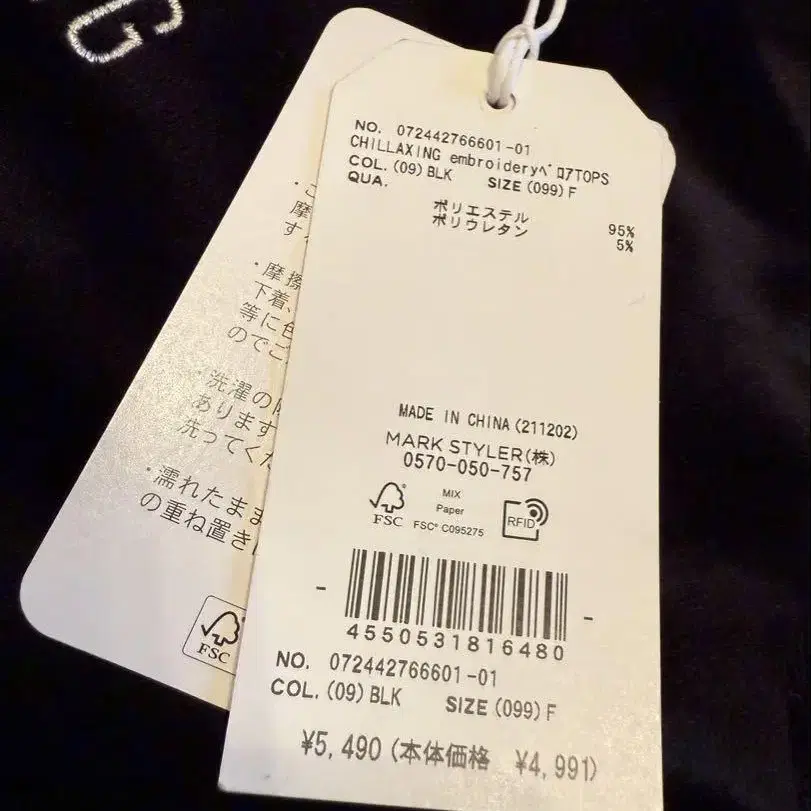 G
NO. 072442766601-01
CHILLAXING embroideryベロアTOPS
COL. (09) BLK SIZE (099) F
QUA.
ポリエステル 95%
ポリウレタン 5%
MADE IN CHINA (211202)
MARK STYLER(株)
0570-050-757
FSC
MIX
Paper
FSC® C095275
RFID
4550531816480
NO. 072442766601-01
COL. (09) BLK SIZE (099) F
¥5,490 (本体価格 ¥4,991)
・こ
摩
す
・摩擦
下着、
等に色
のでご
・洗濯の
あります
洗ってくだ
・濡れたまま
の重ね置き
FSC